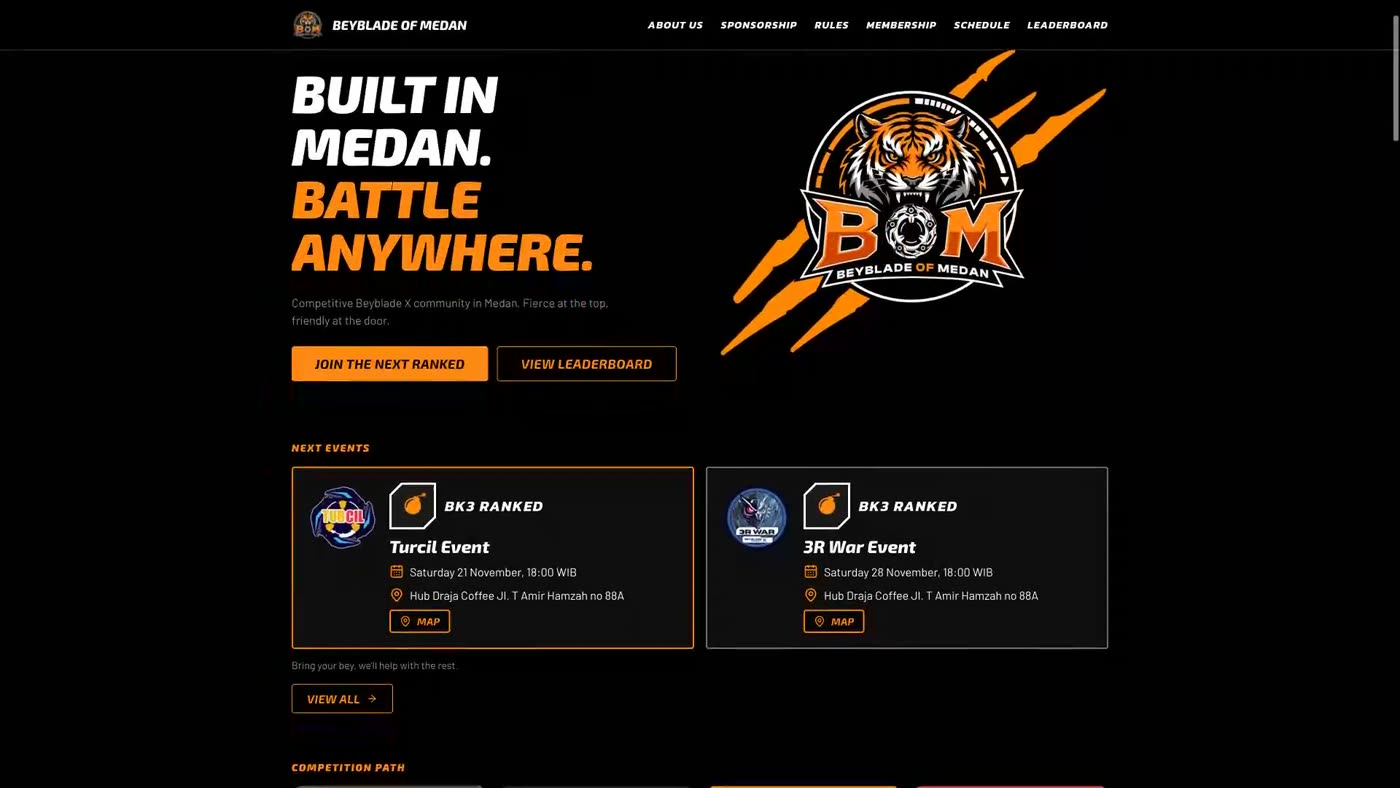 BOM
BEYBLADE OF MEDAN
ABOUT US
SPONSORSHIP
RULES
MEMBERSHIP
SCHEDULE
LEADERBOARD
BUILT IN
MEDAN.
BATTLE
ANYWHERE.
Competitive Beyblade X community in Medan. Fierce at the top,
friendly at the door.
JOIN THE NEXT RANKED
VIEW LEADERBOARD
BOM
BEYBLADE OF MEDAN
NEXT EVENTS
TURCIL
BK3 RANKED
Turcil Event
Saturday 21 November, 18:00 WIB
Hub Draja Coffee Jl. T Amir Hamzah no 88A
MAP
3R WAR
BK3 RANKED
3R War Event
Saturday 28 November, 18:00 WIB
Hub Draja Coffee Jl. T Amir Hamzah no 88A
MAP
Bring your bey, we'll help with the rest.
VIEW ALL
COMPETITION PATH